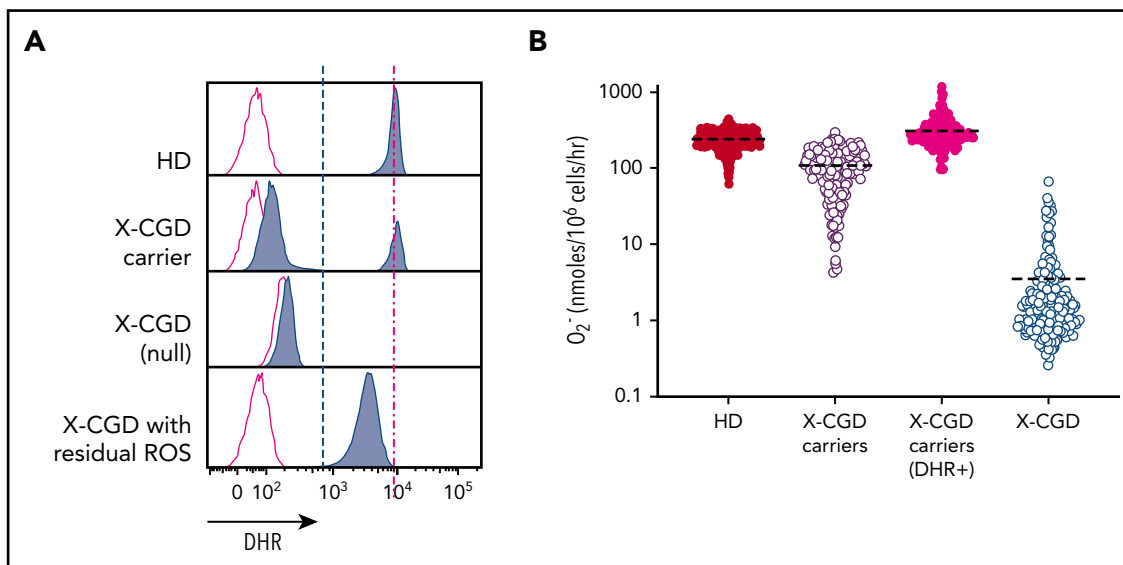 A
HD
X-CGD
carrier
X-CGD
(null)
X-CGD with
residual ROS
0 10² 10³ 10⁴ 10⁵
DHR
B
O₂⁻ (nmoles/10⁶ cells/hr)
1000
100
10
1
0.1
HD
X-CGD
carriers
X-CGD
carriers
(DHR+)
X-CGD